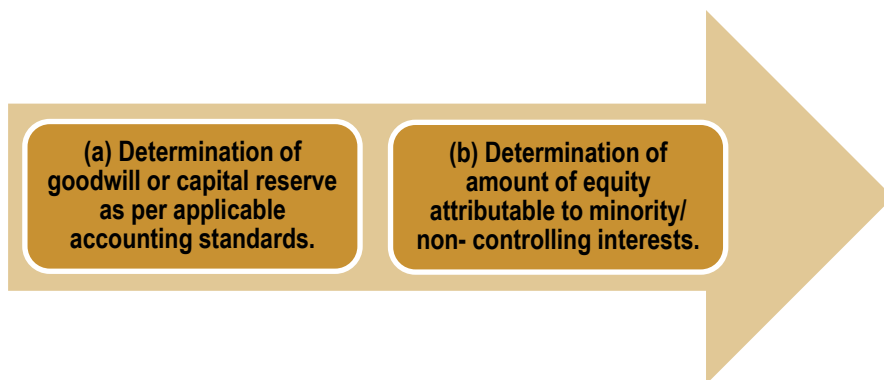 (a) Determination of
goodwill or capital reserve
as per applicable
accounting standards.
(b) Determination of
amount of equity
attributable to minority/
non- controlling interests.